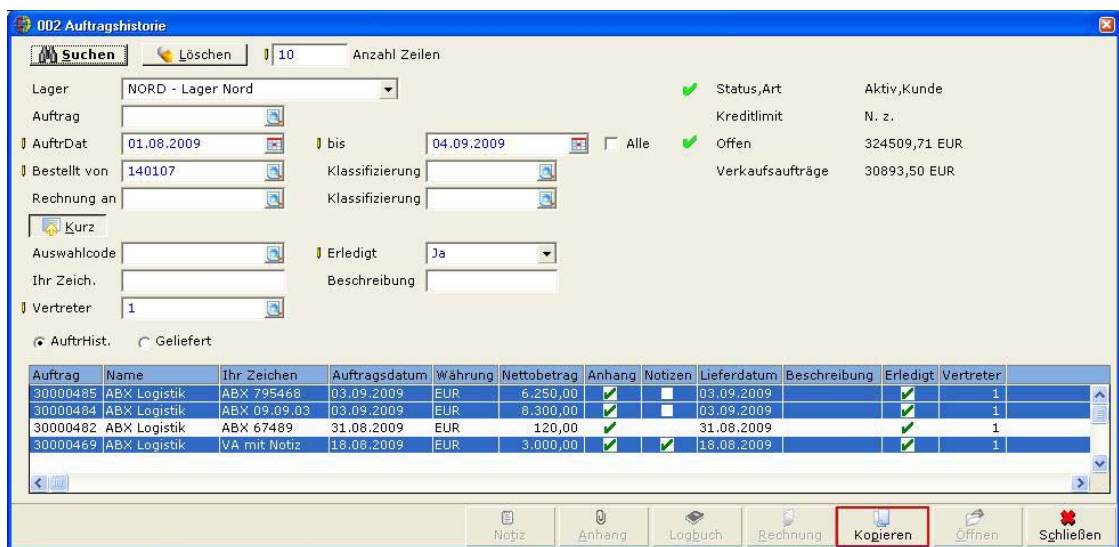 002 Auftragshistorie
Suchen Löschen 10 Anzahl Zeilen
Lager NORD - Lager Nord Status,Art Aktiv,Kunde
Auftrag Kreditlimit N. z.
AuftrDat 01.08.2009 bis 04.09.2009 Alle Offen 324509,71 EUR
Bestellt von 140107 Klassifizierung Verkaufsaufträge 30893,50 EUR
Rechnung an Klassifizierung
Kurz
Auswahlcode Erledigt Ja
Ihr Zeich. Beschreibung
Vertreter 1
AuftrHist. Geliefert
Auftrag Name Ihr Zeichen Auftragsdatum Währung Nettobetrag Anhang Notizen Lieferdatum Beschreibung Erledigt Vertreter
30000485 ABX Logistik ABX 795468 03.09.2009 EUR 6.250,00 03.09.2009 1
30000484 ABX Logistik ABX 09.09.03 03.09.2009 EUR 8.300,00 03.09.2009 1
30000482 ABX Logistik ABX 67489 31.08.2009 EUR 120,00 31.08.2009 1
30000469 ABX Logistik VA mit Notiz 18.08.2009 EUR 3.000,00 18.08.2009 1
Notiz Anhang Logbuch Rechnung Kopieren Öffnen Schließen